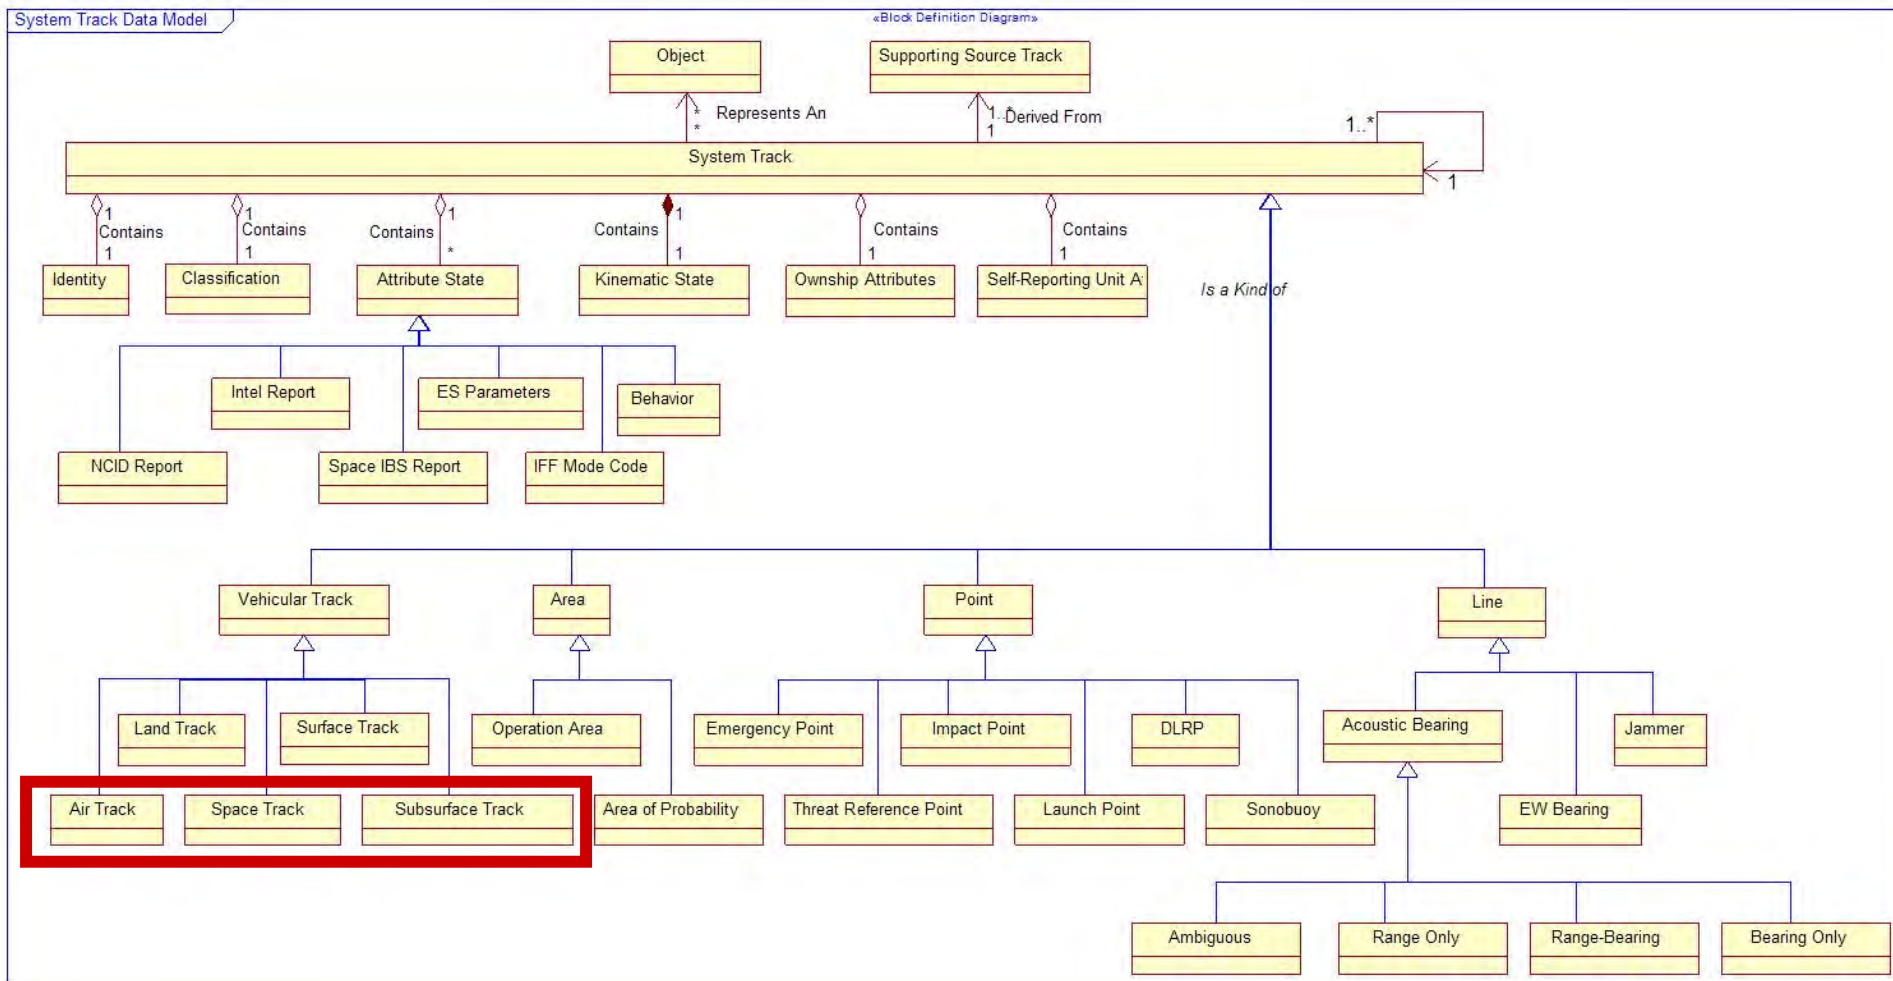 System Track Data Model
«Block Definition Diagram»
Object
Supporting Source Track
*
Represents An
*
1..*
Derived From
1
1..*
1
System Track
1
Contains
1
1
Contains
1
1
Contains
*
1
Contains
1
Contains
1
Contains
1
Identity
Classification
Attribute State
Kinematic State
Ownship Attributes
Self-Reporting Unit A
Is a Kind of
Intel Report
ES Parameters
Behavior
NCID Report
Space IBS Report
IFF Mode Code
Vehicular Track
Area
Point
Line
Land Track
Surface Track
Operation Area
Emergency Point
Impact Point
DLRP
Acoustic Bearing
Jammer
Air Track
Space Track
Subsurface Track
Area of Probability
Threat Reference Point
Launch Point
Sonobuoy
EW Bearing
Ambiguous
Range Only
Range-Bearing
Bearing Only